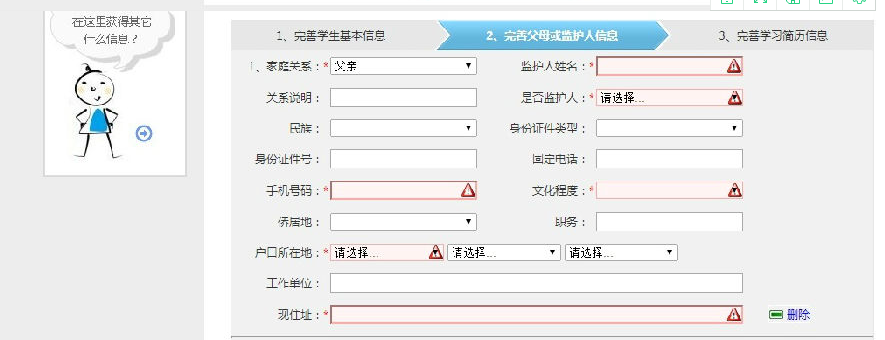 在这里获得其它
什么信息？
1、完善学生基本信息
2、完善父母或监护人信息
3、完善学习简历信息
1、家庭关系：* 父亲
监护人姓名：*
关系说明：
是否监护人：* 请选择...
民族：
身份证件类型：
身份证件号：
固定电话：
手机号码：*
文化程度：*
侨居地：
职务：
户口所在地：* 请选择... 请选择... 请选择...
工作单位：
现住址：*
删除